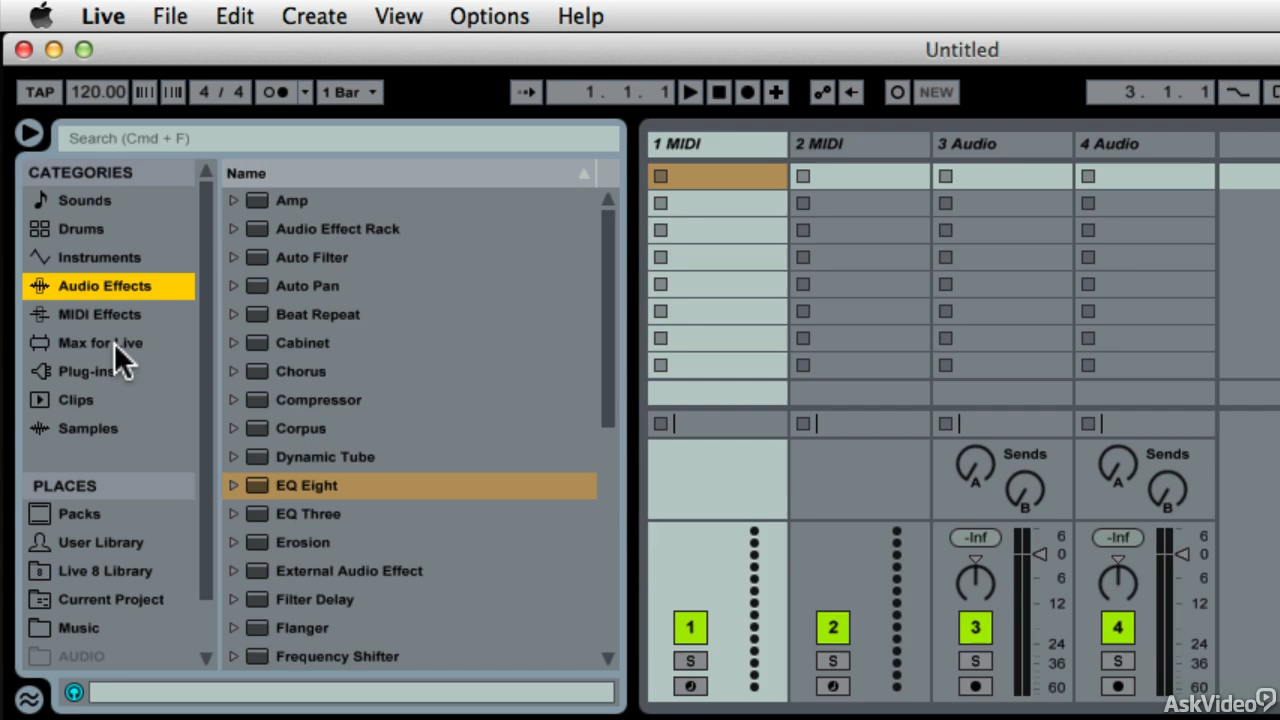 Live File Edit Create View Options Help
Untitled
TAP 120.00 4 / 4 1 Bar 1. 1. 1 NEW 3. 1. 1
Search (Cmd + F)
CATEGORIES
Sounds
Drums
Instruments
Audio Effects
MIDI Effects
Max for Live
Plug-ins
Clips
Samples
PLACES
Packs
User Library
Live 8 Library
Current Project
Music
AUDIO
Name
Amp
Audio Effect Rack
Auto Filter
Auto Pan
Beat Repeat
Cabinet
Chorus
Compressor
Corpus
Dynamic Tube
EQ Eight
EQ Three
Erosion
External Audio Effect
Filter Delay
Flanger
Frequency Shifter
1 MIDI 2 MIDI 3 Audio 4 Audio
Sends Sends
A A
B B
-Inf 6 -Inf 6
0 0
6 6
12 12
1 2 3 4
24 24
S S S S 36 36
60 60
AskVideo